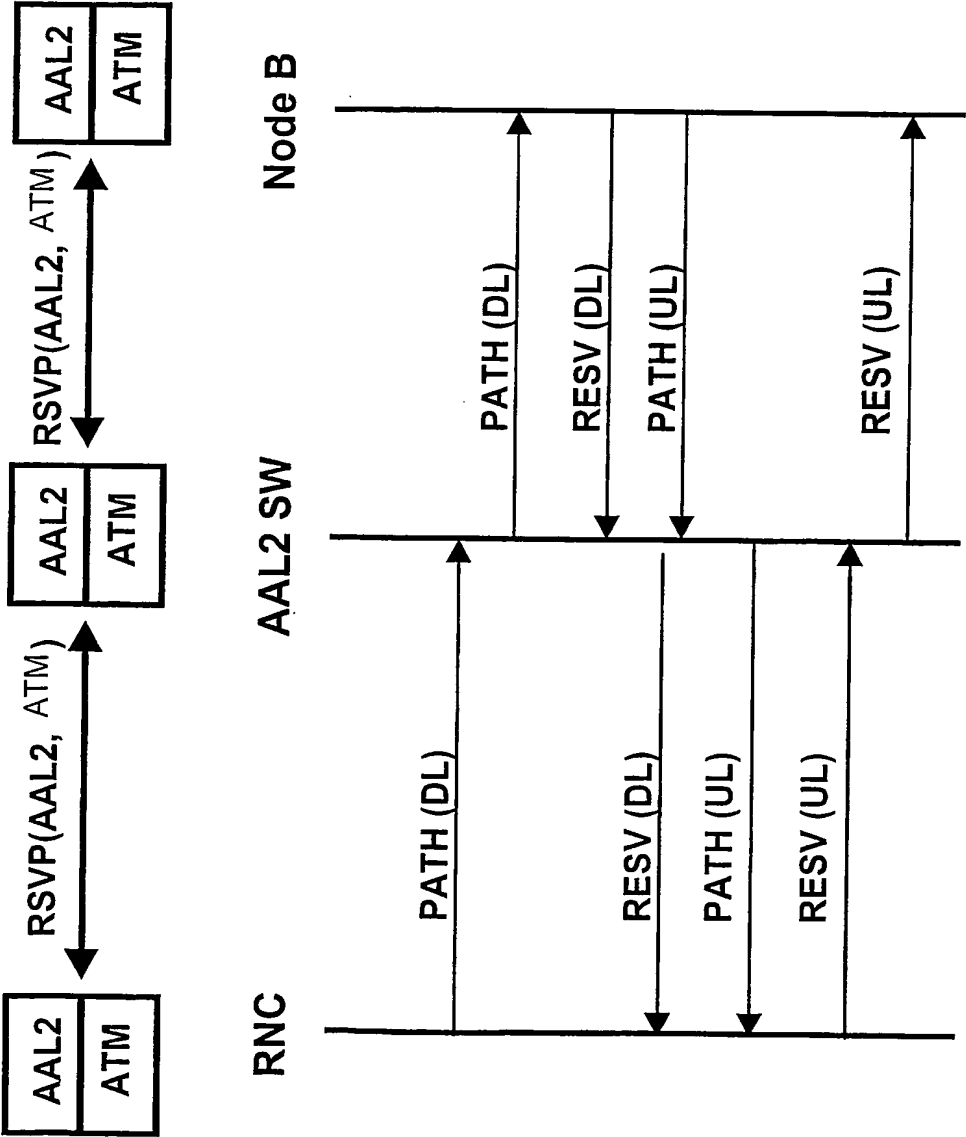 AAL2
ATM
RSVP(AAL2, ATM)
AAL2
ATM
RSVP(AAL2, ATM)
AAL2
ATM
RNC
AAL2 SW
Node B
PATH (DL)
PATH (DL)
RESV (DL)
RESV (DL)
PATH (UL)
PATH (UL)
RESV (UL)
RESV (UL)